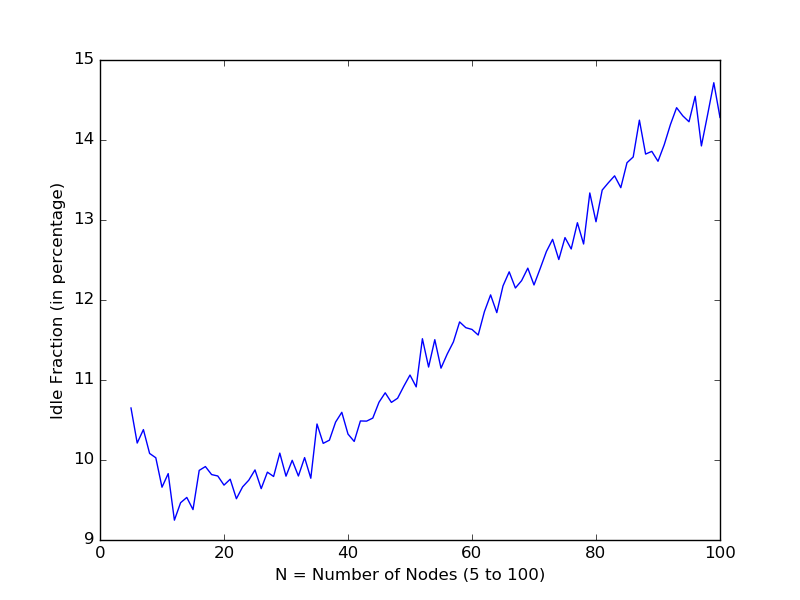 15
14
13
12
11
10
9
0 20 40 60 80 100
N = Number of Nodes (5 to 100)
Idle Fraction (in percentage)